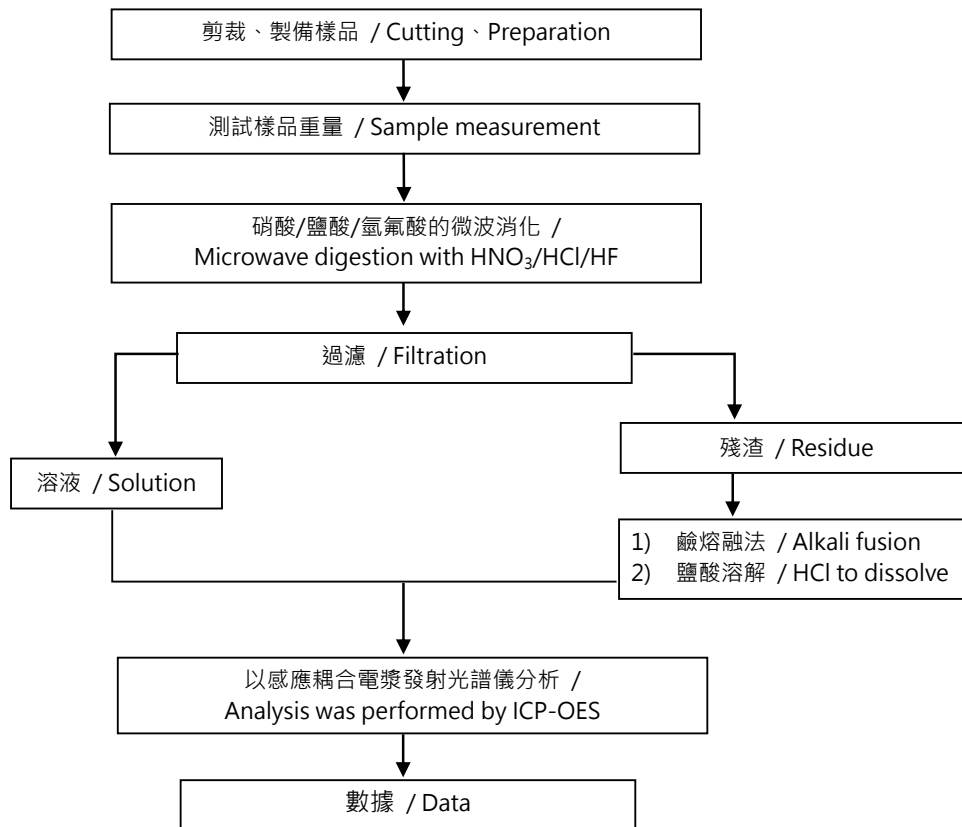 剪裁、製備樣品 / Cutting、Preparation
測試樣品重量 / Sample measurement
硝酸/鹽酸/氫氟酸的微波消化 /
Microwave digestion with HNO₃/HCl/HF
過濾 / Filtration
溶液 / Solution
殘渣 / Residue
1) 鹼熔融法 / Alkali fusion
2) 鹽酸溶解 / HCl to dissolve
以感應耦合電漿發射光譜儀分析 /
Analysis was performed by ICP-OES
數據 / Data